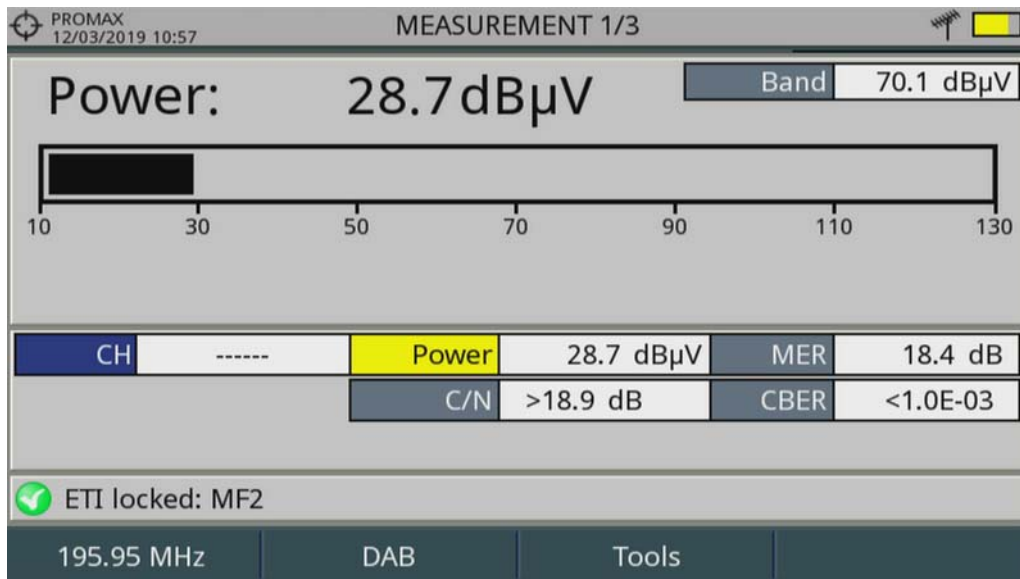 PROMAX
12/03/2019 10:57
MEASUREMENT 1/3
Power: 28.7 dBµV
Band 70.1 dBµV
10 30 50 70 90 110 130
CH ------ Power 28.7 dBµV MER 18.4 dB
C/N >18.9 dB CBER <1.0E-03
ETI locked: MF2
195.95 MHz DAB Tools